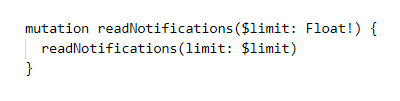 mutation readNotifications($limit: Float!) {
  readNotifications(limit: $limit)
}